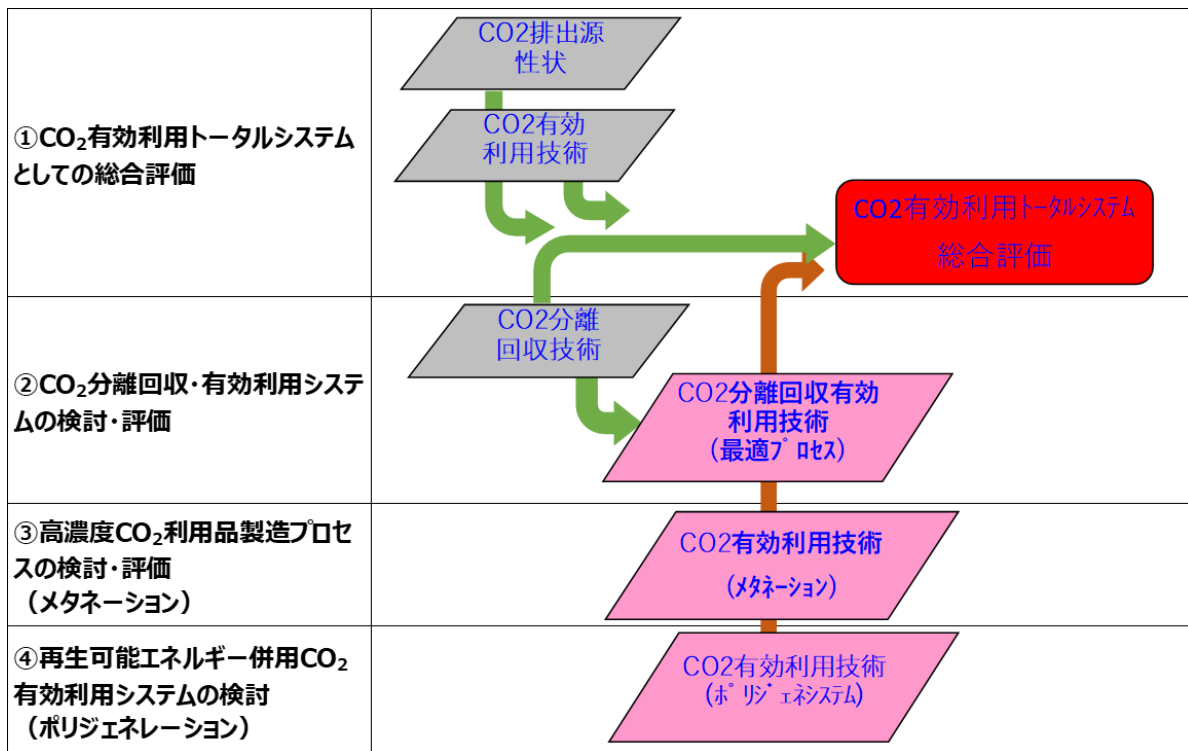 ①CO₂有効利用トータルシステム
としての総合評価
CO2排出源
性状
CO2有効
利用技術
CO2有効利用ﾄｰﾀﾙｼｽﾃﾑ
総合評価
②CO₂分離回収・有効利用システ
ムの検討・評価
CO2分離
回収技術
CO2分離回収有効
利用技術
(最適ﾌﾟﾛｾｽ)
③高濃度CO₂利用品製造プロセ
スの検討・評価
（メタネーション）
CO2有効利用技術
(ﾒﾀﾈｰｼｮﾝ)
④再生可能エネルギー併用CO₂
有効利用システムの検討
（ポリジェネレーション）
CO2有効利用技術
(ﾎﾟﾘｼﾞｪﾈｼｽﾃﾑ)